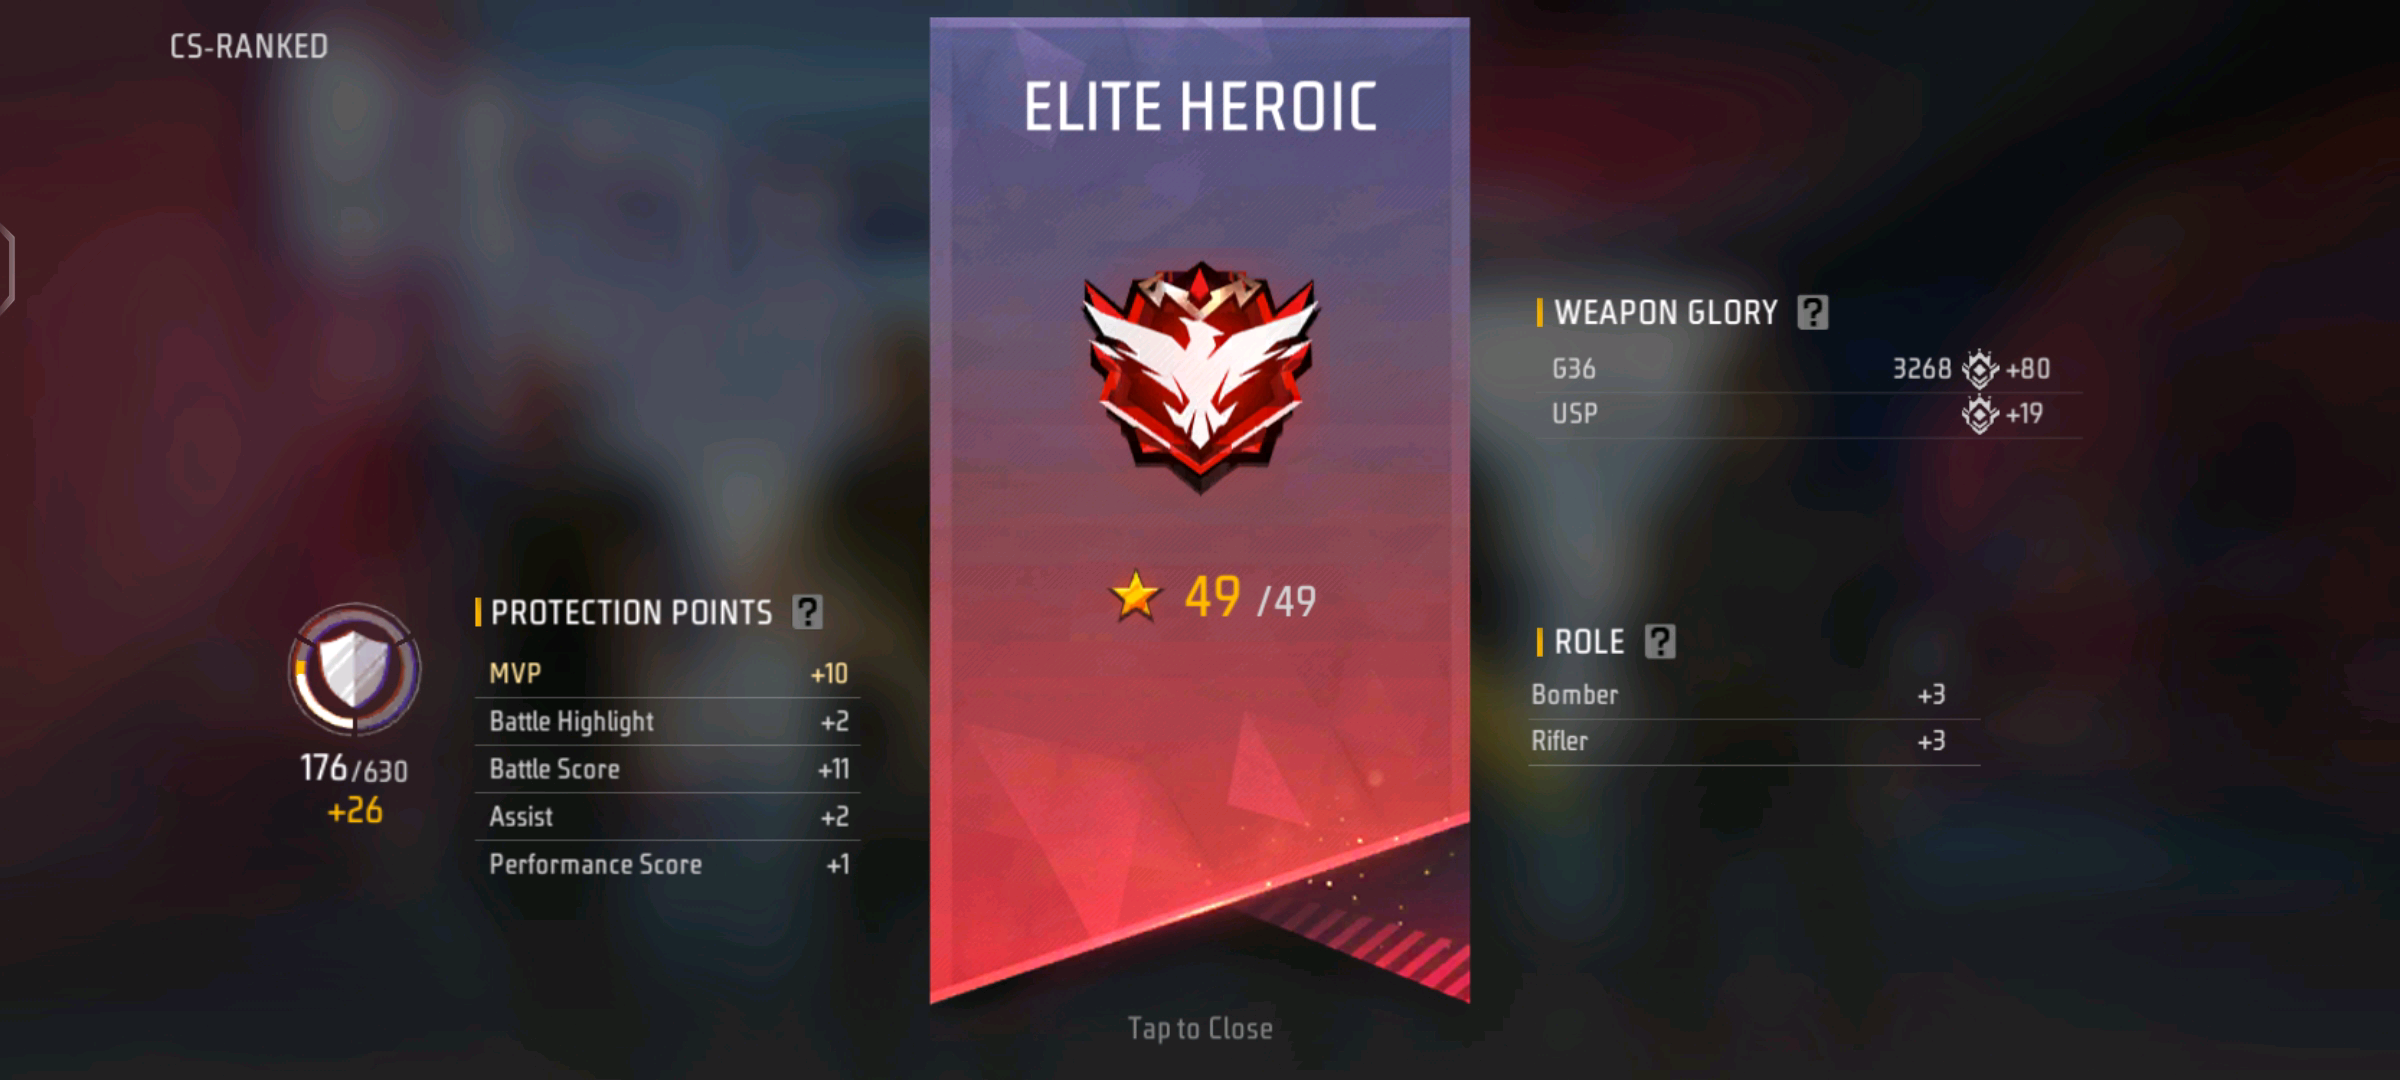 CS-RANKED
ELITE HEROIC
49 /49
PROTECTION POINTS ?
MVP +10
Battle Highlight +2
Battle Score +11
Assist +2
Performance Score +1
176/630
+26
WEAPON GLORY ?
G36 3268 +80
USP +19
ROLE ?
Bomber +3
Rifler +3
Tap to Close